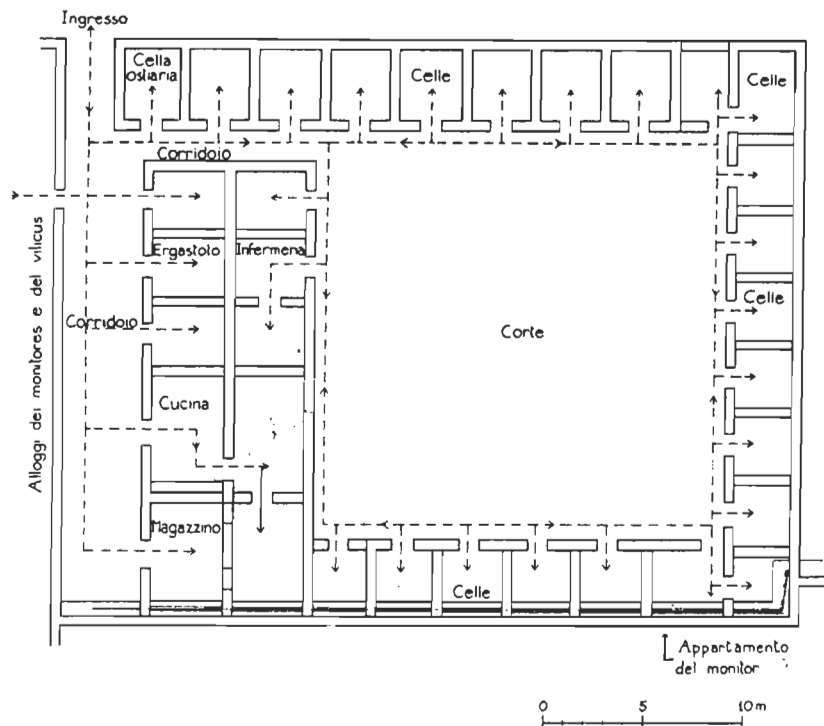 Ingresso
Cella
ostiaria
Celle
Celle
Corridoio
Ergastolo
Infermeria
Celle
Corridoio
Corte
Alloggi dei monitores e del vilicus
Cucina
Magazzino
Celle
Appartamento
del monitor
0 5 10 m